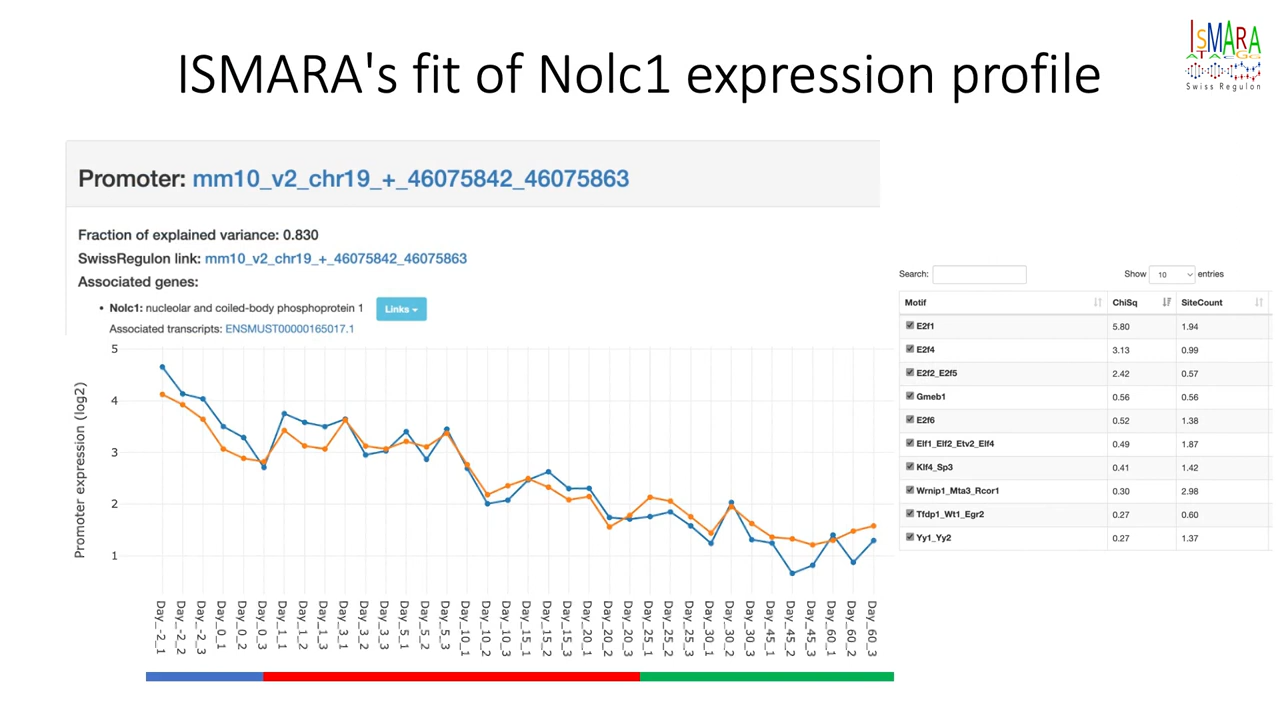 ISMARA
Swiss Regulon
ISMARA's fit of Nolc1 expression profile
Promoter: mm10_v2_chr19_+_46075842_46075863
Fraction of explained variance: 0.830
SwissRegulon link: mm10_v2_chr19_+_46075842_46075863
Associated genes:
• Nolc1: nucleolar and coiled-body phosphoprotein 1 Links
Associated transcripts: ENSMUST00000165017.1
Promoter expression (log2)
5
4
3
2
1
Day_-2_1
Day_-2_2
Day_-2_3
Day_0_1
Day_0_2
Day_0_3
Day_1_1
Day_1_2
Day_1_3
Day_3_1
Day_3_2
Day_3_3
Day_5_1
Day_5_2
Day_5_3
Day_10_1
Day_10_2
Day_10_3
Day_15_1
Day_15_2
Day_15_3
Day_20_1
Day_20_2
Day_20_3
Day_25_1
Day_25_2
Day_25_3
Day_30_1
Day_30_2
Day_30_3
Day_45_1
Day_45_2
Day_45_3
Day_60_1
Day_60_2
Day_60_3
Search: Show 10 entries
Motif ChiSq SiteCount
E2f1 5.80 1.94
E2f4 3.13 0.99
E2f2_E2f5 2.42 0.57
Gmeb1 0.56 0.56
E2f6 0.52 1.38
Elf1_Elf2_Etv2_Elf4 0.49 1.87
Klf4_Sp3 0.41 1.42
Wrnip1_Mta3_Rcor1 0.30 2.98
Tfdp1_Wt1_Egr2 0.27 0.60
Yy1_Yy2 0.27 1.37